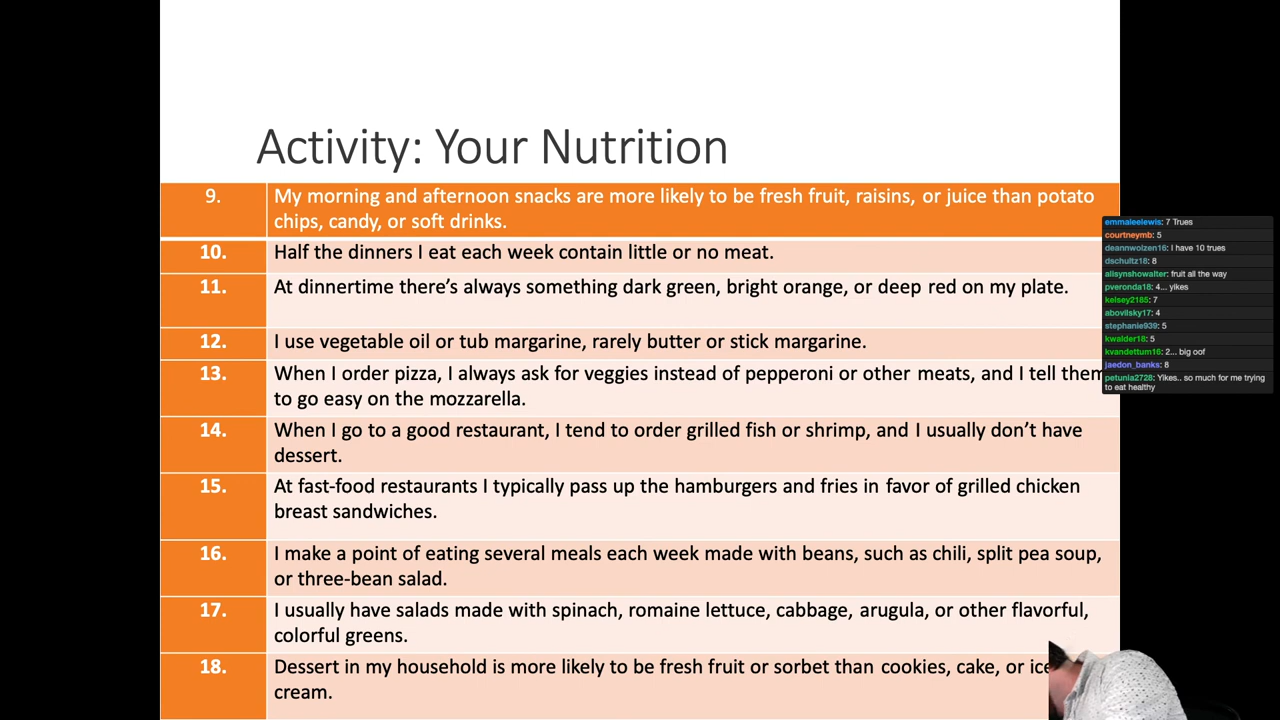 Activity: Your Nutrition
9. My morning and afternoon snacks are more likely to be fresh fruit, raisins, or juice than potato
chips, candy, or soft drinks.
10. Half the dinners I eat each week contain little or no meat.
11. At dinnertime there’s always something dark green, bright orange, or deep red on my plate.
12. I use vegetable oil or tub margarine, rarely butter or stick margarine.
13. When I order pizza, I always ask for veggies instead of pepperoni or other meats, and I tell them
to go easy on the mozzarella.
14. When I go to a good restaurant, I tend to order grilled fish or shrimp, and I usually don’t have
dessert.
15. At fast-food restaurants I typically pass up the hamburgers and fries in favor of grilled chicken
breast sandwiches.
16. I make a point of eating several meals each week made with beans, such as chili, split pea soup,
or three-bean salad.
17. I usually have salads made with spinach, romaine lettuce, cabbage, arugula, or other flavorful,
colorful greens.
18. Dessert in my household is more likely to be fresh fruit or sorbet than cookies, cake, or ice
cream.
emmaleelewis: 7 Trues
courtneymb: 5
deannwolzen16: I have 10 trues
dschultz18: 8
alisynshowalter: fruit all the way
pveronda18: 4... yikes
kelsey2185: 7
abovilsky17: 4
stephanie939: 5
kwalder18: 5
kvandettum16: 2... big oof
jaedon_banks: 8
petunia2728: Yikes.. so much for me trying
to eat healthy